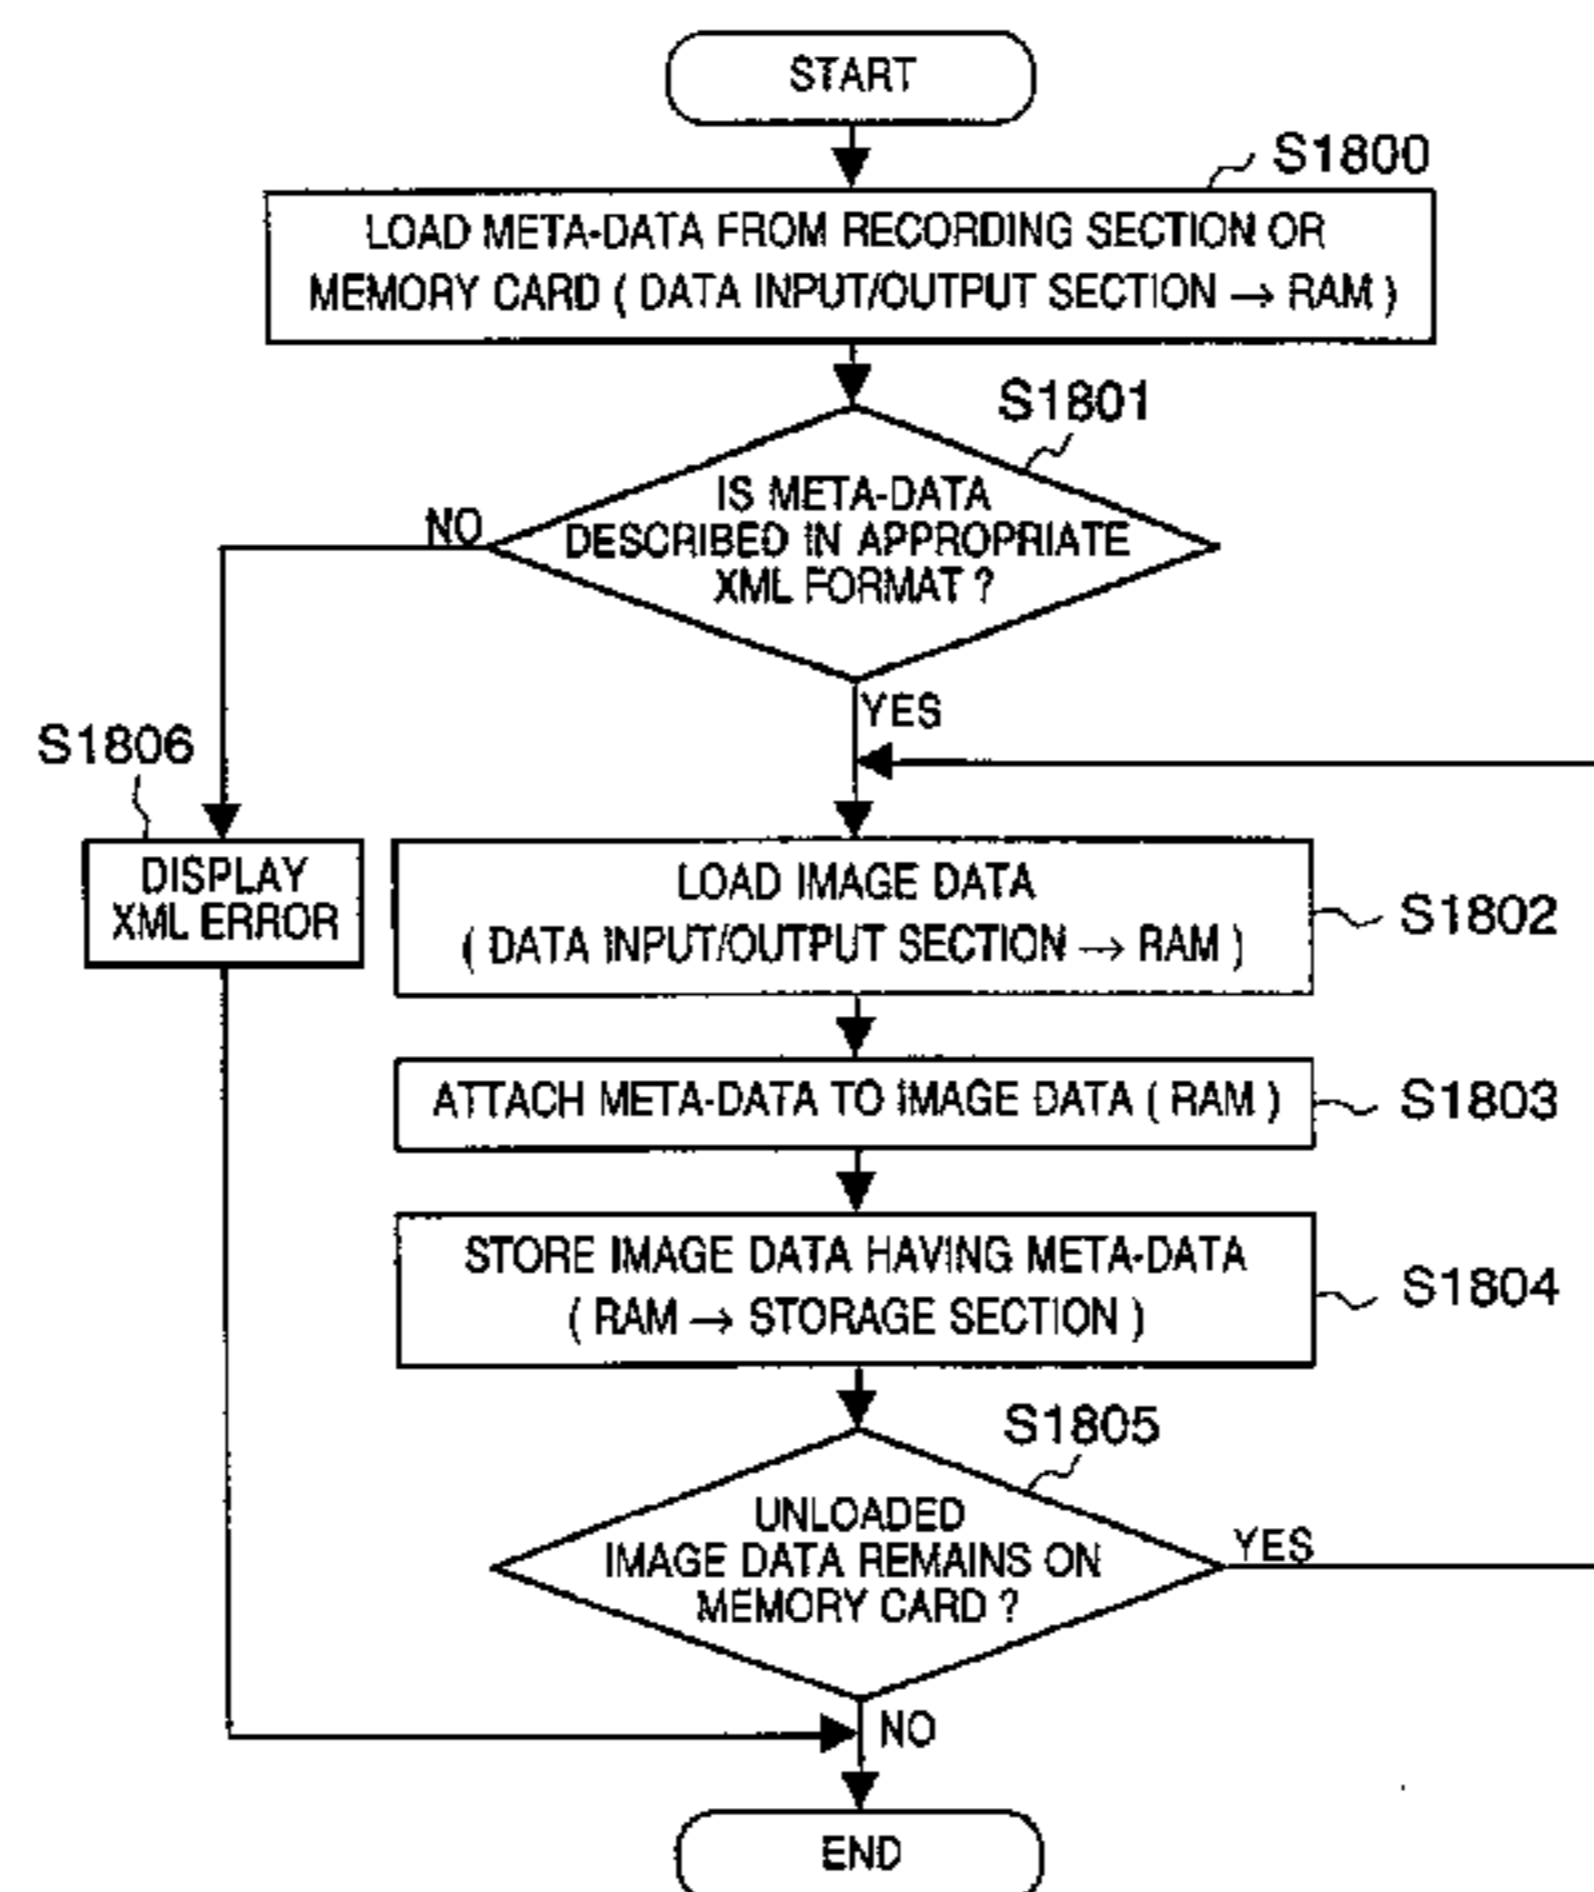 START
S1800
LOAD META-DATA FROM RECORDING SECTION OR
MEMORY CARD ( DATA INPUT/OUTPUT SECTION → RAM )
S1801
IS META-DATA
DESCRIBED IN APPROPRIATE
XML FORMAT ?
NO
YES
S1806
DISPLAY
XML ERROR
LOAD IMAGE DATA
( DATA INPUT/OUTPUT SECTION → RAM )
S1802
ATTACH META-DATA TO IMAGE DATA ( RAM )
S1803
STORE IMAGE DATA HAVING META-DATA
( RAM → STORAGE SECTION )
S1804
S1805
UNLOADED
IMAGE DATA REMAINS ON
MEMORY CARD ?
YES
NO
END